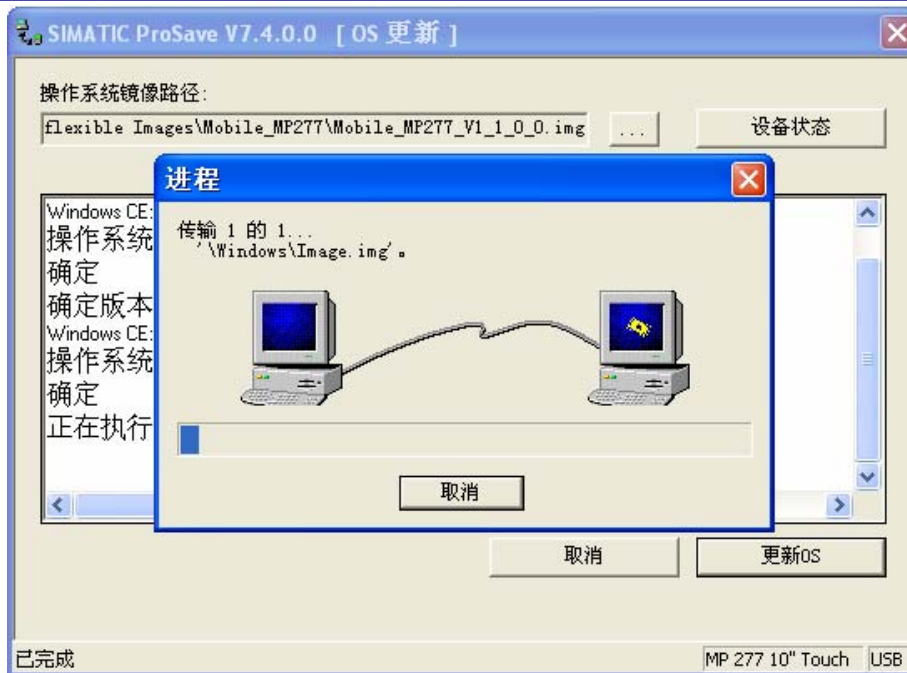 SIMATIC ProSave V7.4.0.0 [ OS 更新 ]
操作系统镜像路径:
flexible Images\Mobile_MP277\Mobile_MP277_V1_1_0_0.img
...
设备状态
进程
传输 1 的 1...
'\Windows\Image.img'。
取消
Windows CE:
操作系统
确定
确定版本
Windows CE:
操作系统
确定
正在执行
取消
更新OS
已完成
MP 277 10" Touch
USB